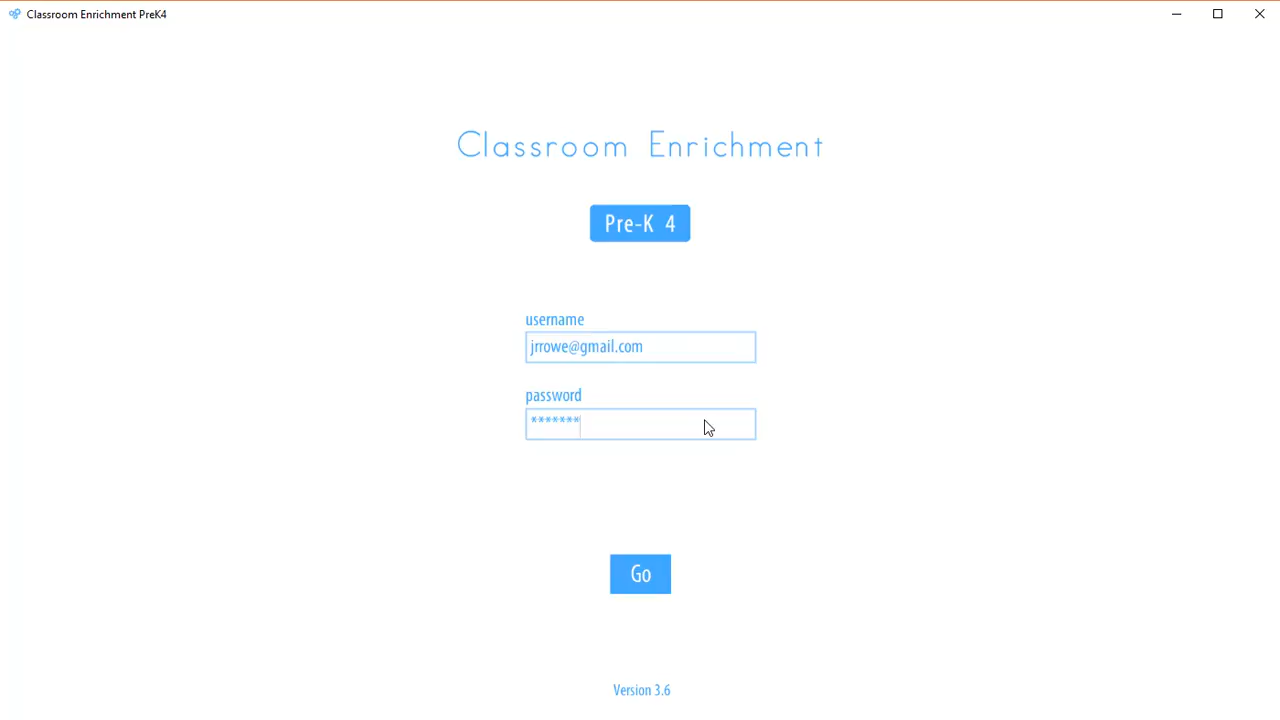 Classroom Enrichment PreK4
Classroom Enrichment
Pre-K 4
username
jrrowe@gmail.com
password
*******
Go
Version 3.6